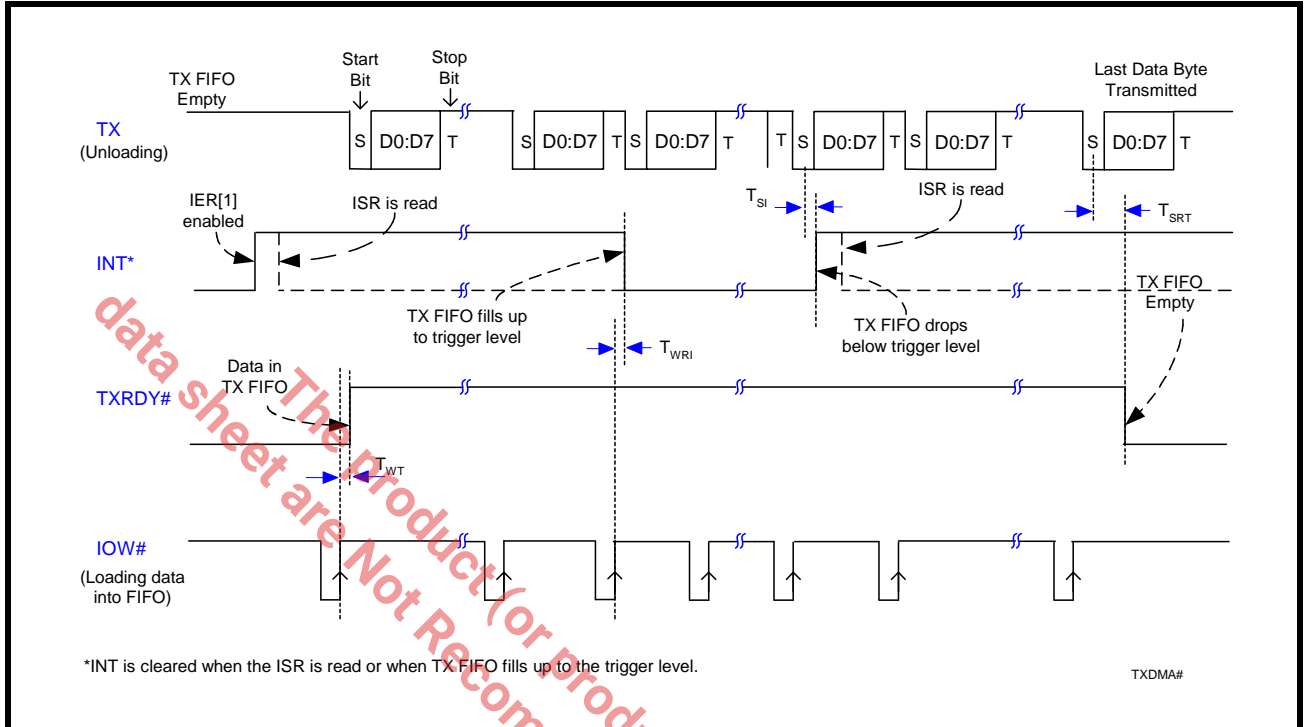 TX FIFO
Empty
Start
Bit
Stop
Bit
Last Data Byte
Transmitted
TX
(Unloading)
S D0:D7 T S D0:D7 T S D0:D7 T T S D0:D7 T S D0:D7 T S D0:D7 T
IER[1]
enabled
ISR is read
TSI
ISR is read
TSRT
INT*
TX FIFO fills up
to trigger level
TX FIFO drops
below trigger level
TX FIFO
Empty
TWRI
Data in
TX FIFO
TXRDY#
TWT
IOW#
(Loading data
into FIFO)
*INT is cleared when the ISR is read or when TX FIFO fills up to the trigger level.
TXDMA#
The product (or prod
data sheet are Not Recom